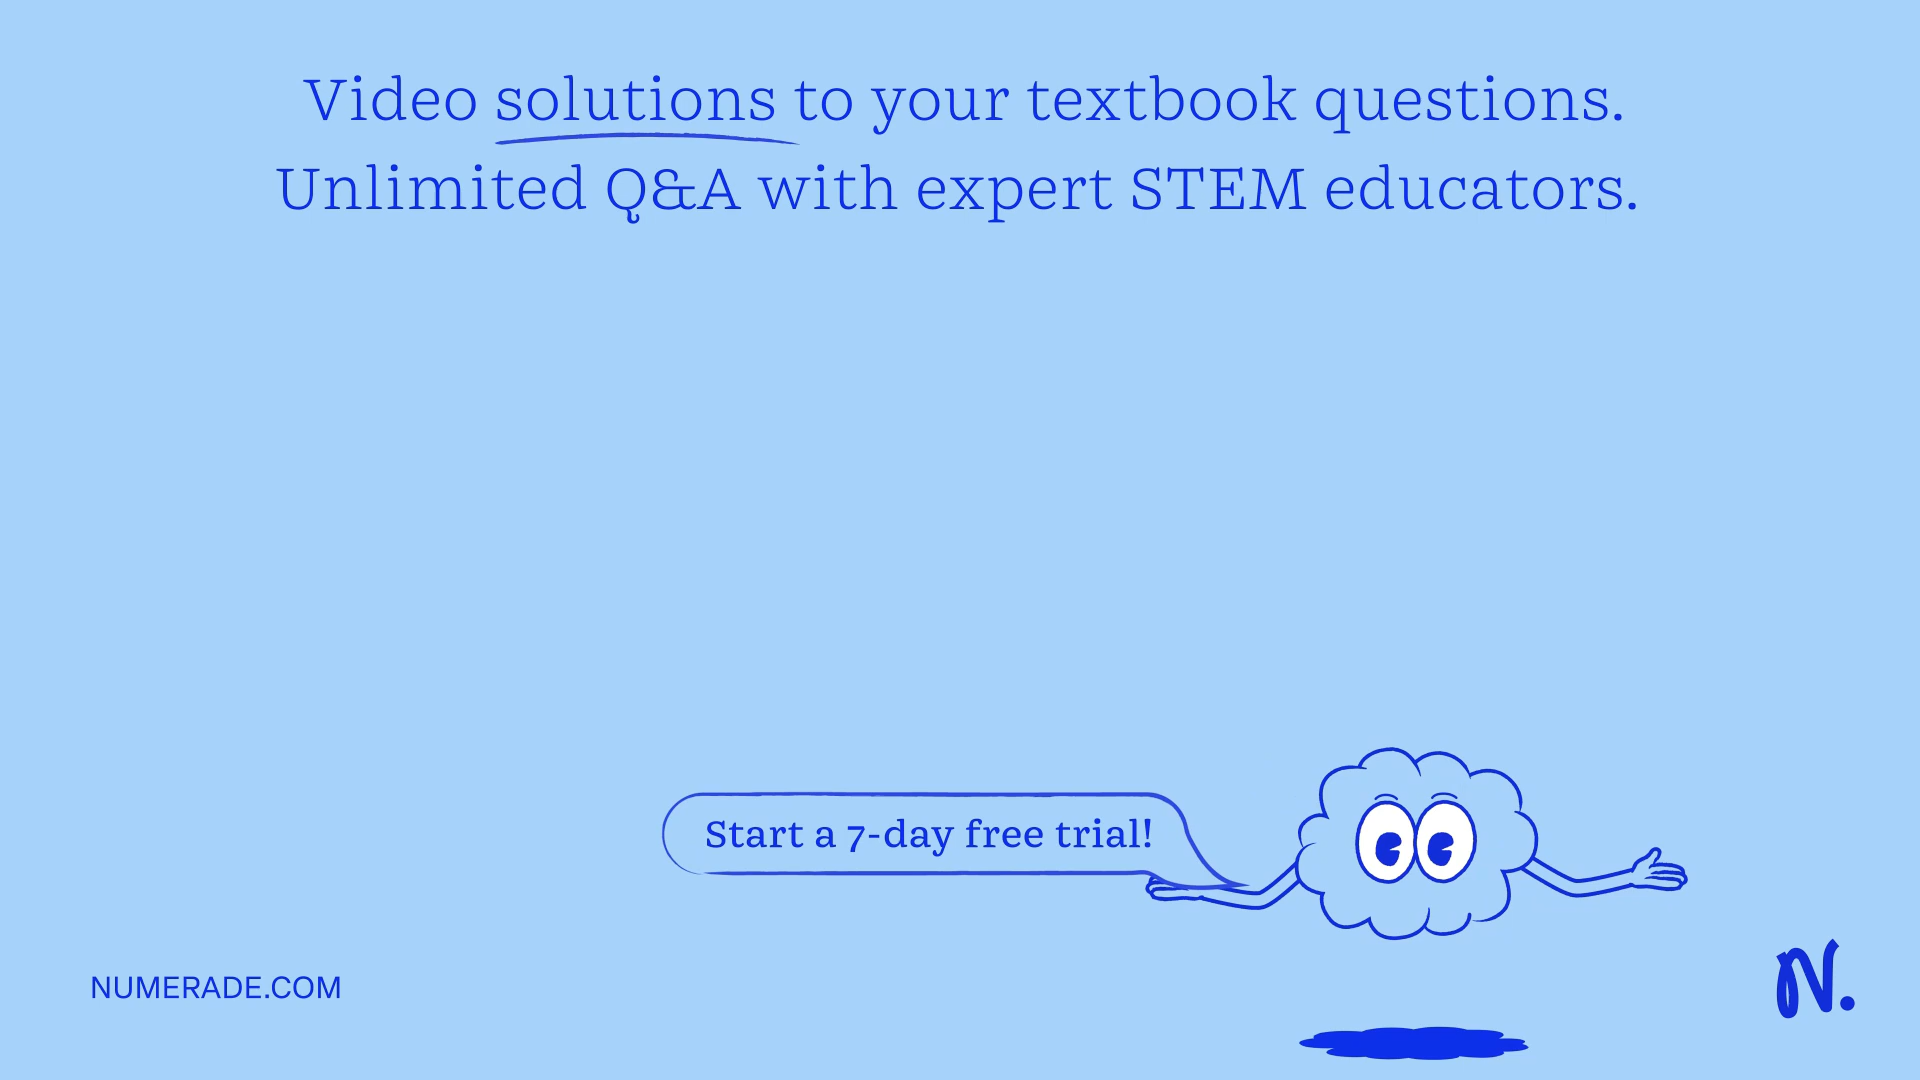 Video solutions to your textbook questions.
Unlimited Q&A with expert STEM educators.
Start a 7-day free trial!
NUMERADE.COM
N.